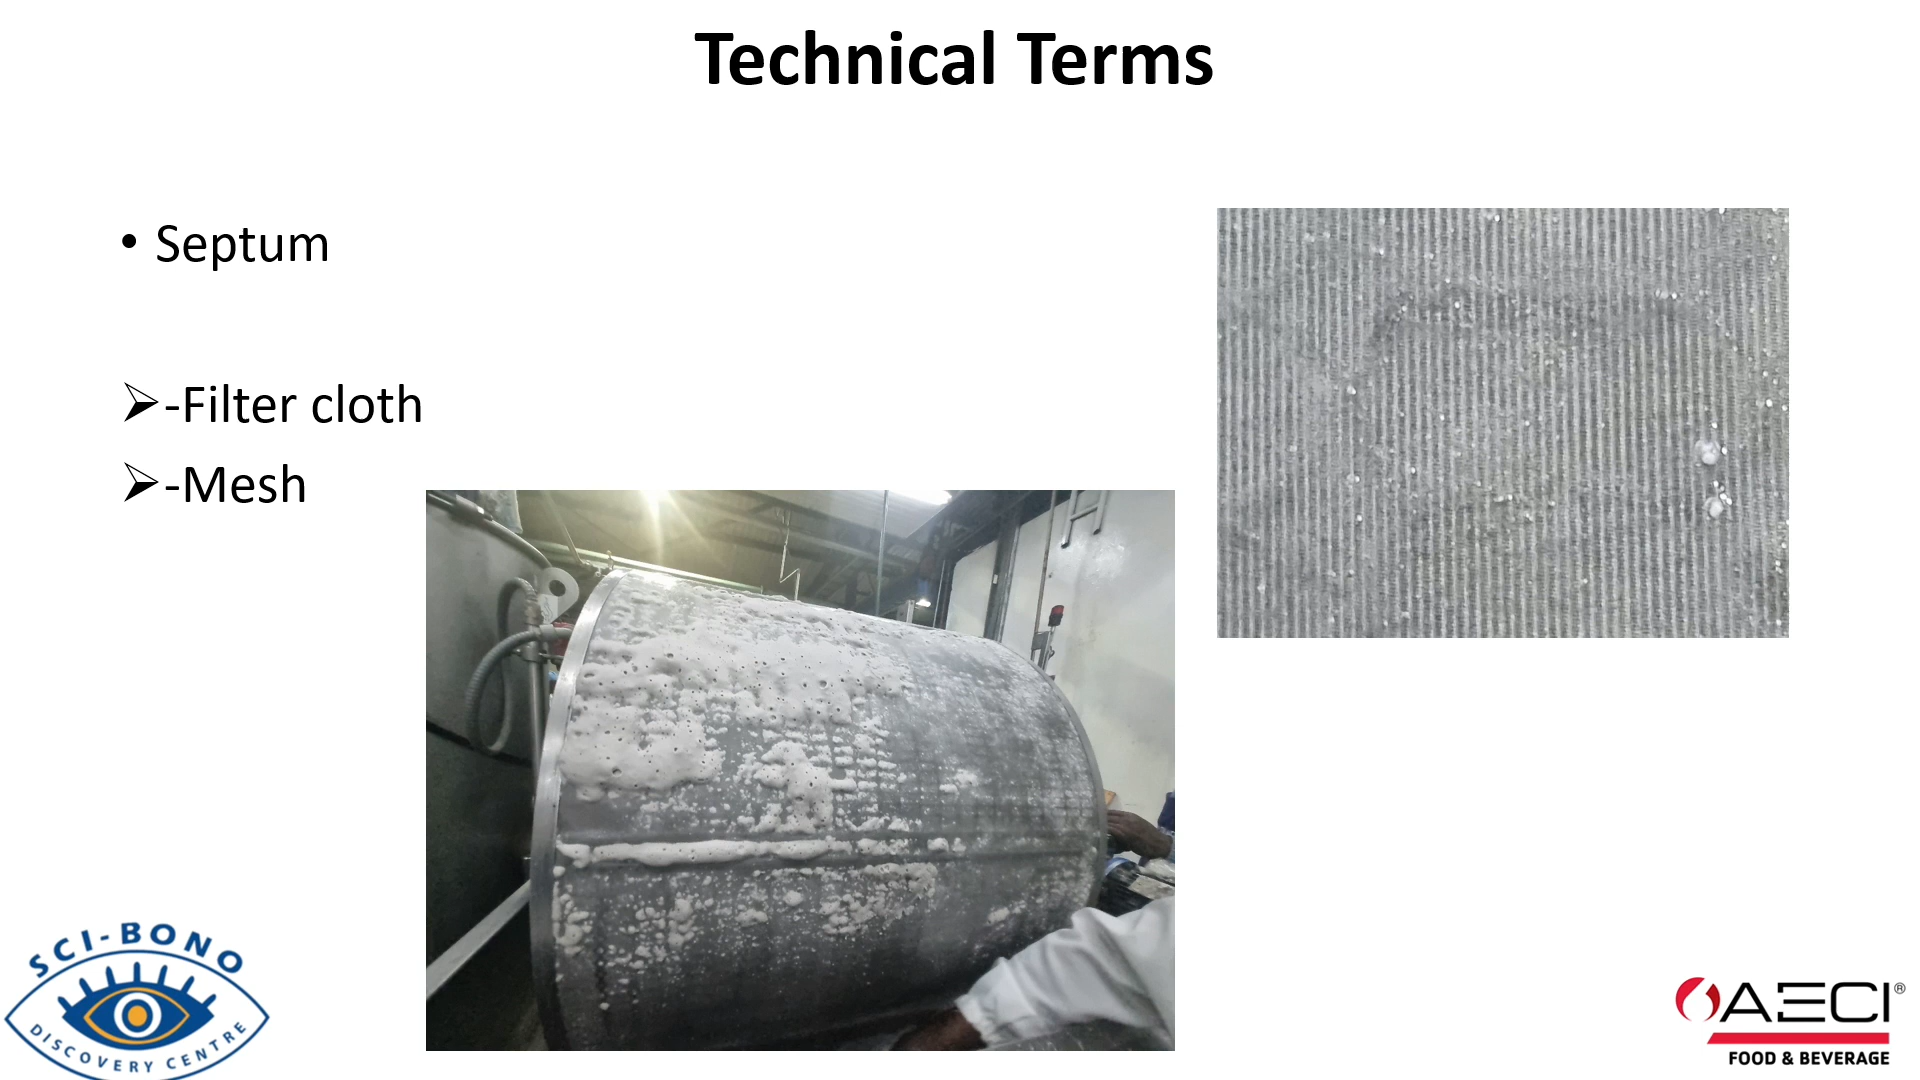 Technical Terms
• Septum
➢-Filter cloth
➢-Mesh
SCI-BONO
DISCOVERY CENTRE
AECI®
FOOD & BEVERAGE